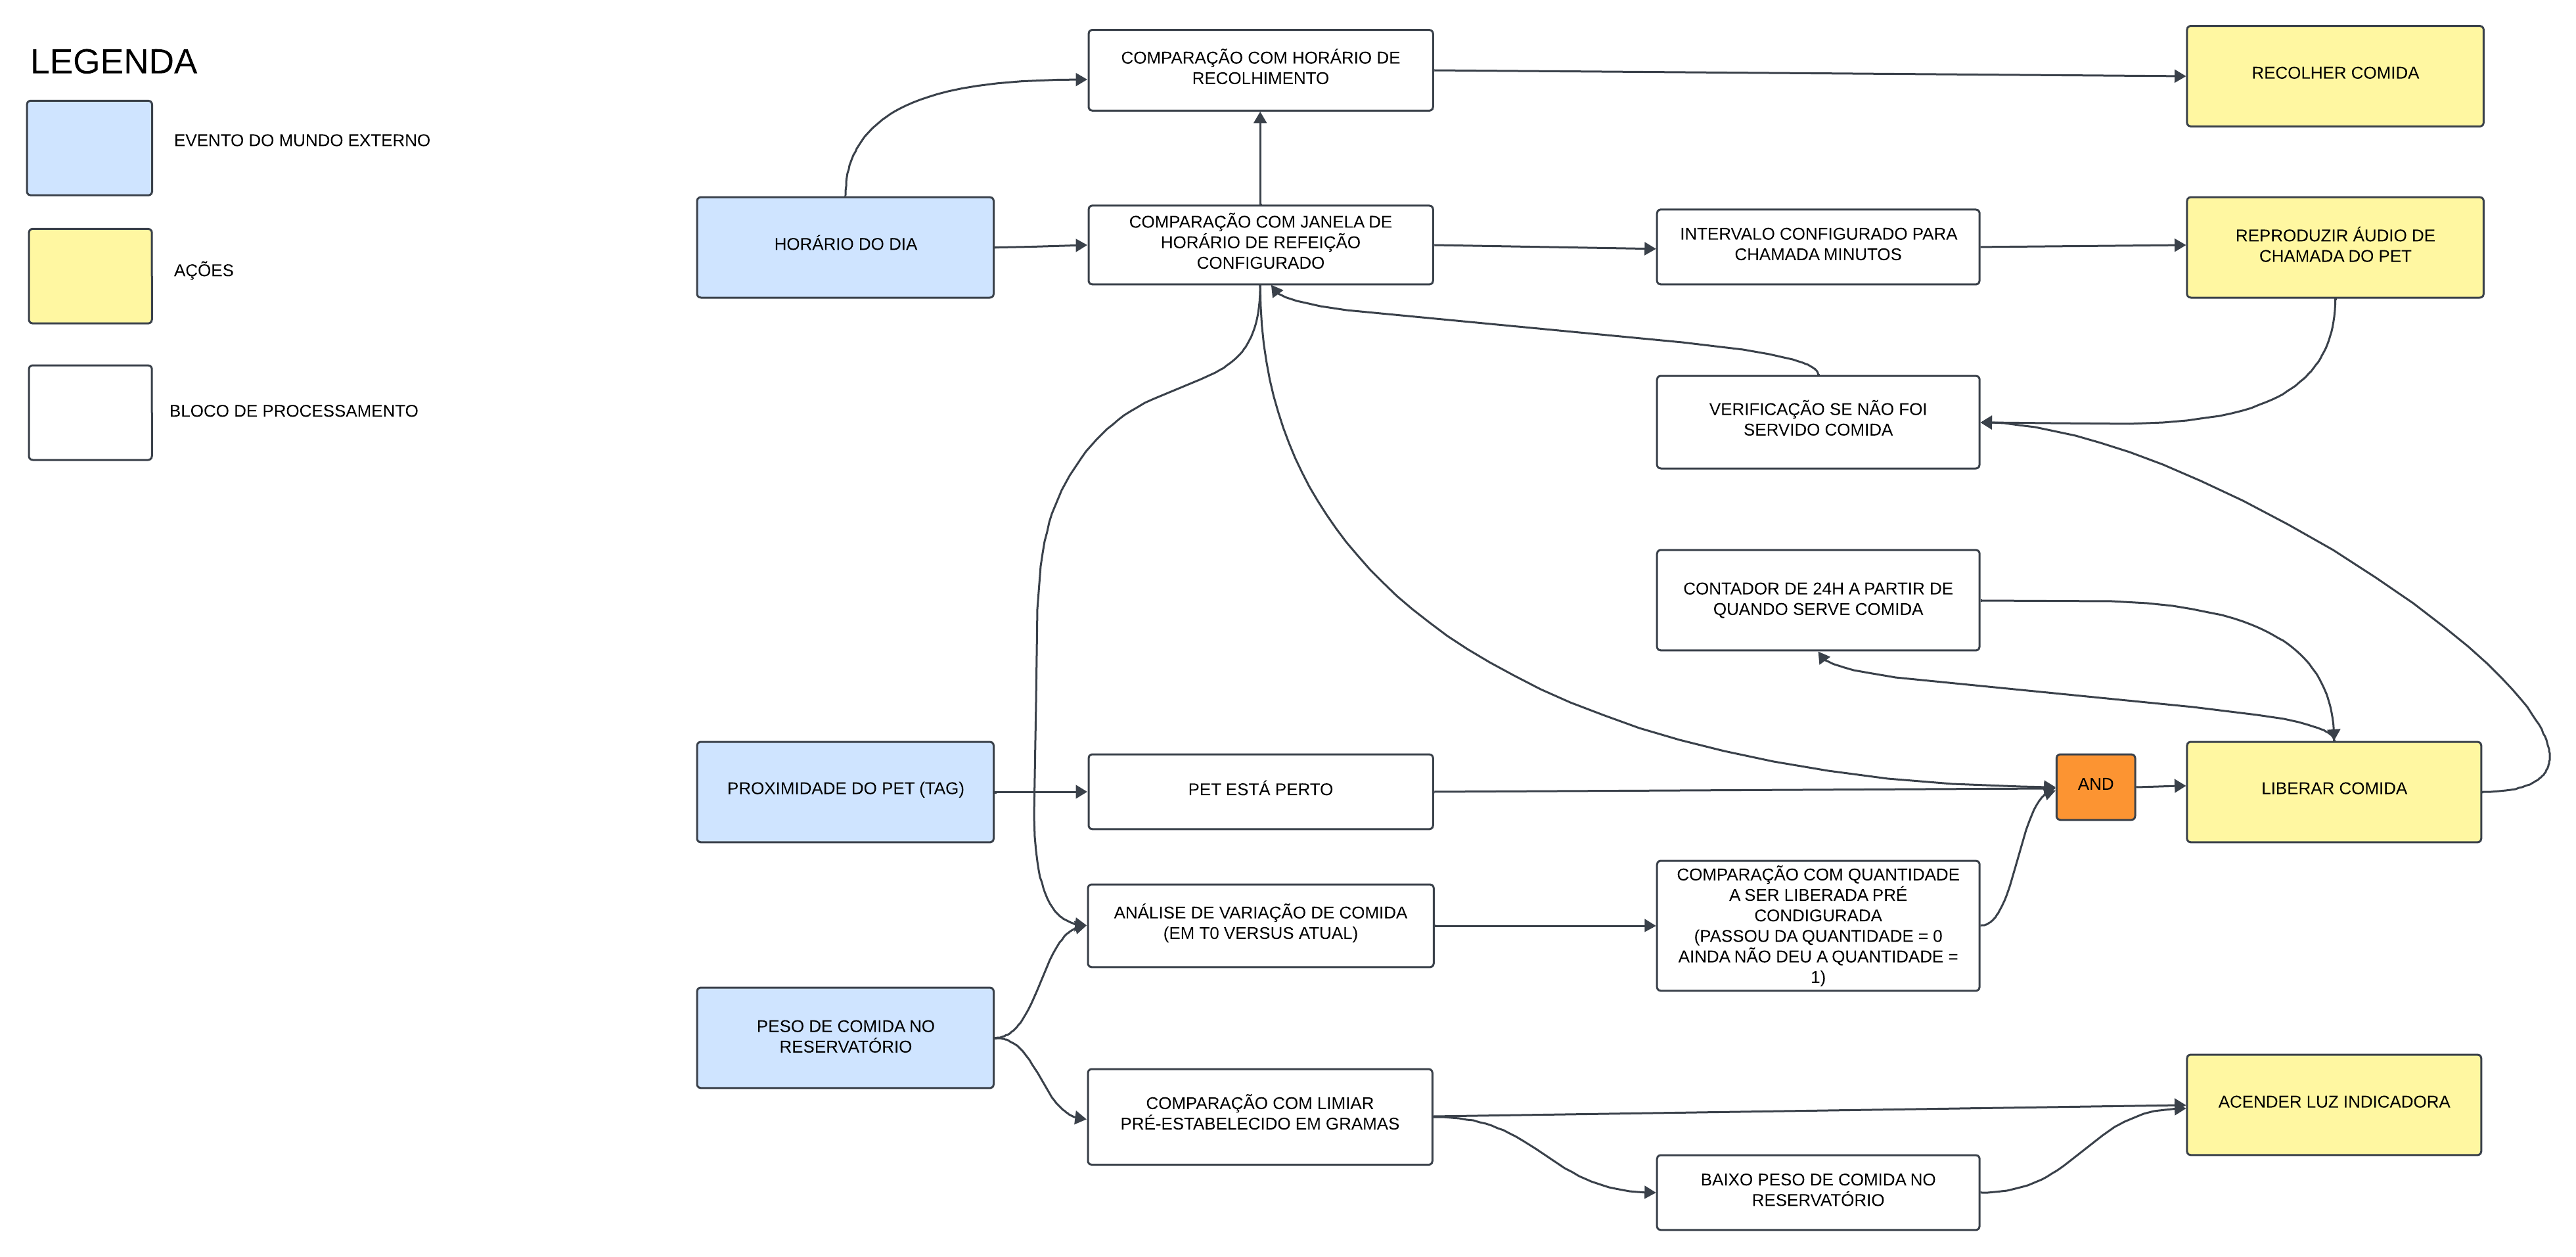 LEGENDA
EVENTO DO MUNDO EXTERNO
AÇÕES
BLOCO DE PROCESSAMENTO
COMPARAÇÃO COM HORÁRIO DE
RECOLHIMENTO
RECOLHER COMIDA
HORÁRIO DO DIA
COMPARAÇÃO COM JANELA DE
HORÁRIO DE REFEIÇÃO
CONFIGURADO
INTERVALO CONFIGURADO PARA
CHAMADA MINUTOS
REPRODUZIR ÁUDIO DE
CHAMADA DO PET
VERIFICAÇÃO SE NÃO FOI
SERVIDO COMIDA
CONTADOR DE 24H A PARTIR DE
QUANDO SERVE COMIDA
PROXIMIDADE DO PET (TAG)
PET ESTÁ PERTO
AND
LIBERAR COMIDA
ANÁLISE DE VARIAÇÃO DE COMIDA
(EM T0 VERSUS ATUAL)
COMPARAÇÃO COM QUANTIDADE
A SER LIBERADA PRÉ
CONDIGURADA
(PASSOU DA QUANTIDADE = 0
AINDA NÃO DEU A QUANTIDADE =
1)
PESO DE COMIDA NO
RESERVATÓRIO
COMPARAÇÃO COM LIMIAR
PRÉ-ESTABELECIDO EM GRAMAS
ACENDER LUZ INDICADORA
BAIXO PESO DE COMIDA NO
RESERVATÓRIO